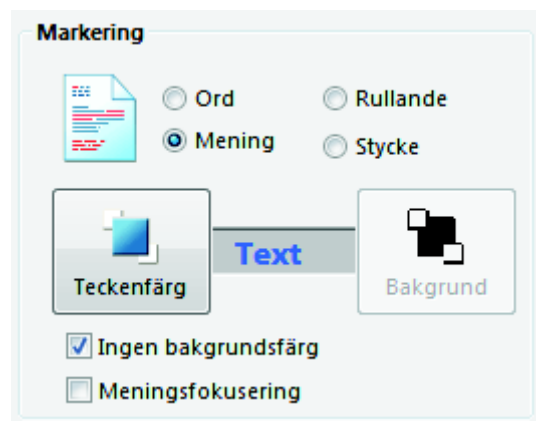 Markering
Ord
Rullande
Mening
Stycke
Text
Teckenfärg
Bakgrund
Ingen bakgrundsfärg
Meningsfokusering